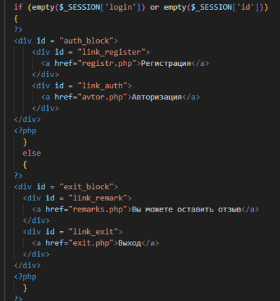 if (empty($_SESSION['login']) or empty($_SESSION['id']))
{
?>
<div id = "auth_block">
<div id = "link_register">
<a href="registr.php">Регистрация</a>
</div>
<div id = "link_auth">
<a href="avtor.php">Авторизация</a>
</div>
</div>
<?php
}
else
{
?>
<div id = "exit_block">
<div id = "link_remark">
<a href="remarks.php">Вы можете оставить отзыв</a>
</div>
<div id = "link_exit">
<a href="exit.php">Выход</a>
</div>
</div>
<?php
}
?>